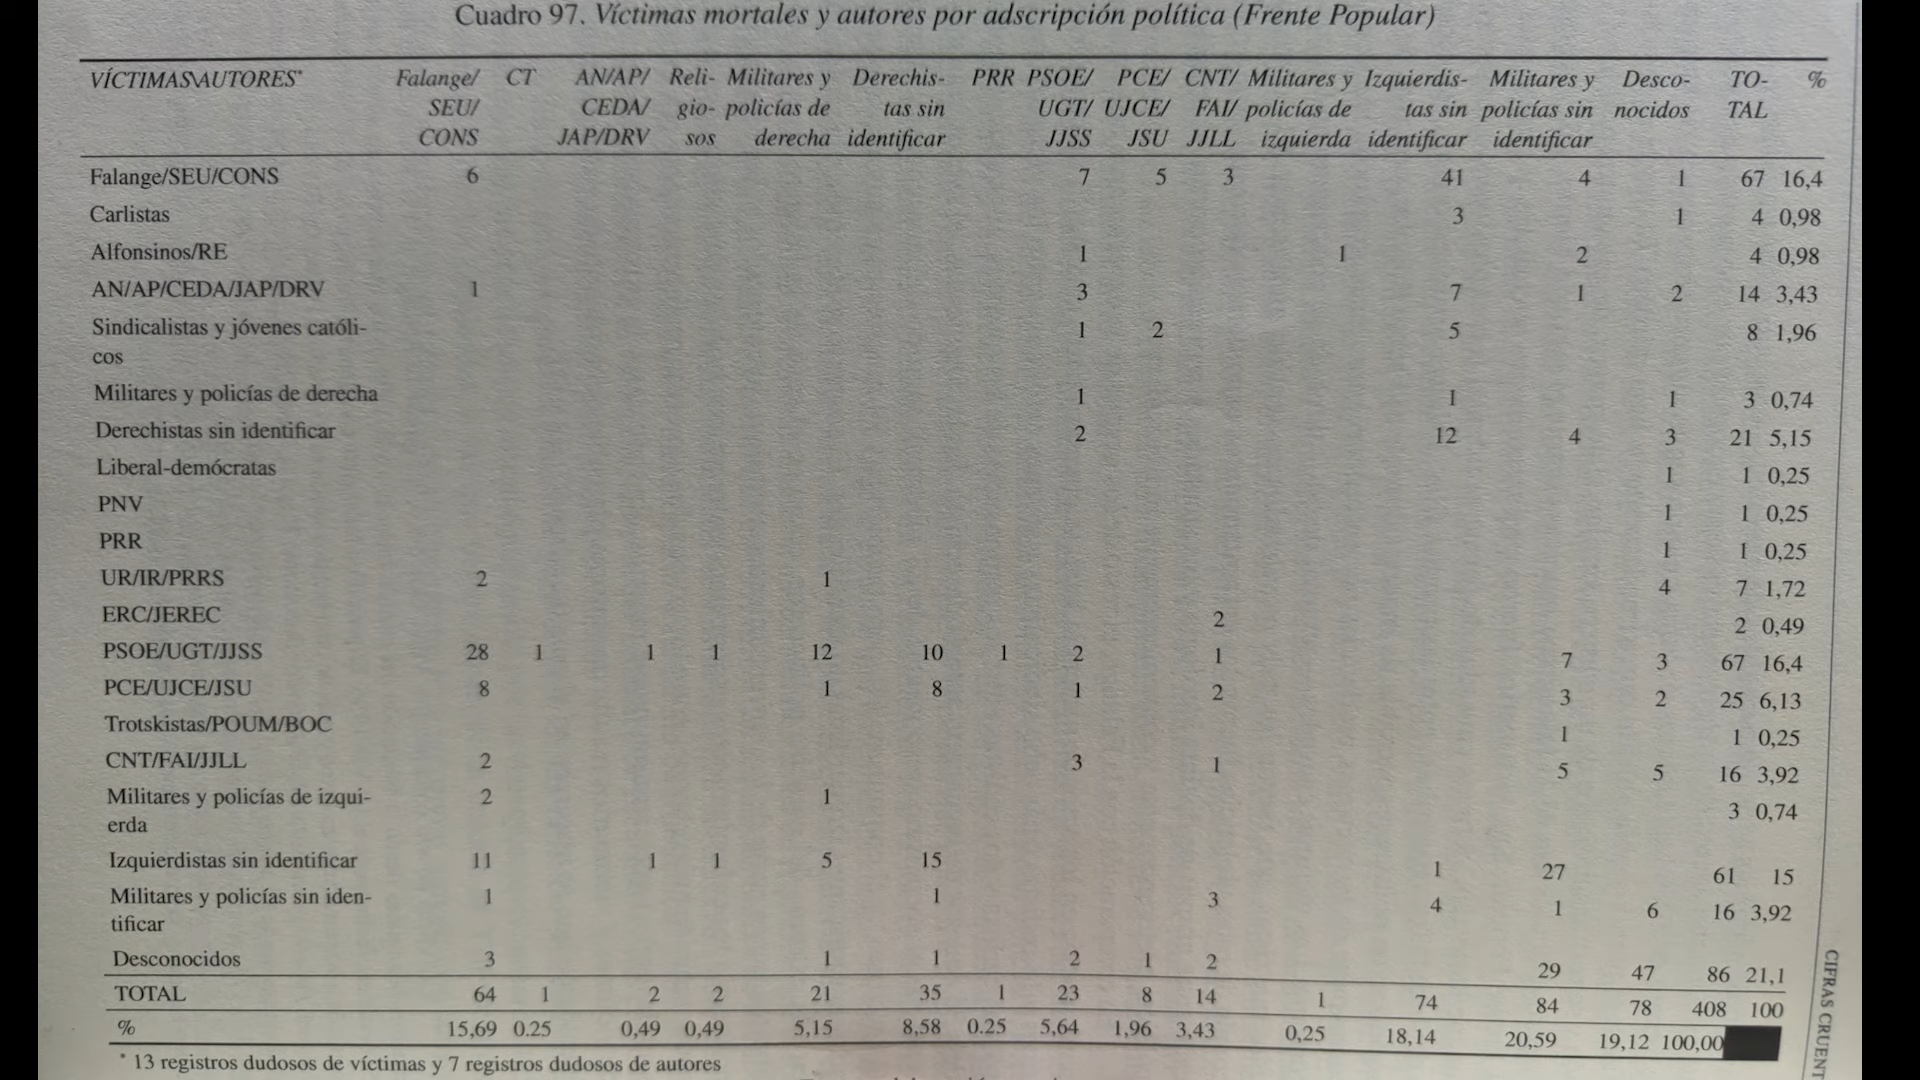 Cuadro 97. Víctimas mortales y autores por adscripción política (Frente Popular)
VÍCTIMAS\AUTORES* Falange/ CT AN/AP/ Reli- Militares y Derechis- PRR PSOE/ PCE/ CNT/ Militares y Izquierdis- Militares y Desco- TO- %
SEU/ CEDA/ gio- policías de tas sin UGT/ UJCE/ FAI/ policías de tas sin policías sin nocidos TAL
CONS JAP/DRV sos derecha identificar JJSS JSU JJLL izquierda identificar identificar
Falange/SEU/CONS 6 7 5 3 41 4 1 67 16,4
Carlistas 3 1 4 0,98
Alfonsinos/RE 1 1 2 4 0,98
AN/AP/CEDA/JAP/DRV 1 3 7 1 2 14 3,43
Sindicalistas y jóvenes católi- 1 2 5 8 1,96
cos
Militares y policías de derecha 1 1 1 3 0,74
Derechistas sin identificar 2 12 4 3 21 5,15
Liberal-demócratas 1 1 0,25
PNV 1 1 0,25
PRR 1 1 0,25
UR/IR/PRRS 2 1 4 7 1,72
ERC/JEREC 2 2 0,49
PSOE/UGT/JJSS 28 1 1 1 12 10 1 2 1 7 3 67 16,4
PCE/UJCE/JSU 8 1 8 1 2 3 2 25 6,13
Trotskistas/POUM/BOC 1 1 0,25
CNT/FAI/JJLL 2 3 1 5 5 16 3,92
Militares y policías de izqui- 2 1 3 0,74
erda
Izquierdistas sin identificar 11 1 1 5 15 1 27 61 15
Militares y policías sin iden- 1 1 3 4 1 6 16 3,92
tificar
Desconocidos 3 1 1 2 1 2 29 47 86 21,1
TOTAL 64 1 2 2 21 35 1 23 8 14 1 74 84 78 408 100
% 15,69 0.25 0,49 0,49 5,15 8,58 0.25 5,64 1,96 3,43 0,25 18,14 20,59 19,12 100,00
* 13 registros dudosos de víctimas y 7 registros dudosos de autores
CIFRAS CRUENT